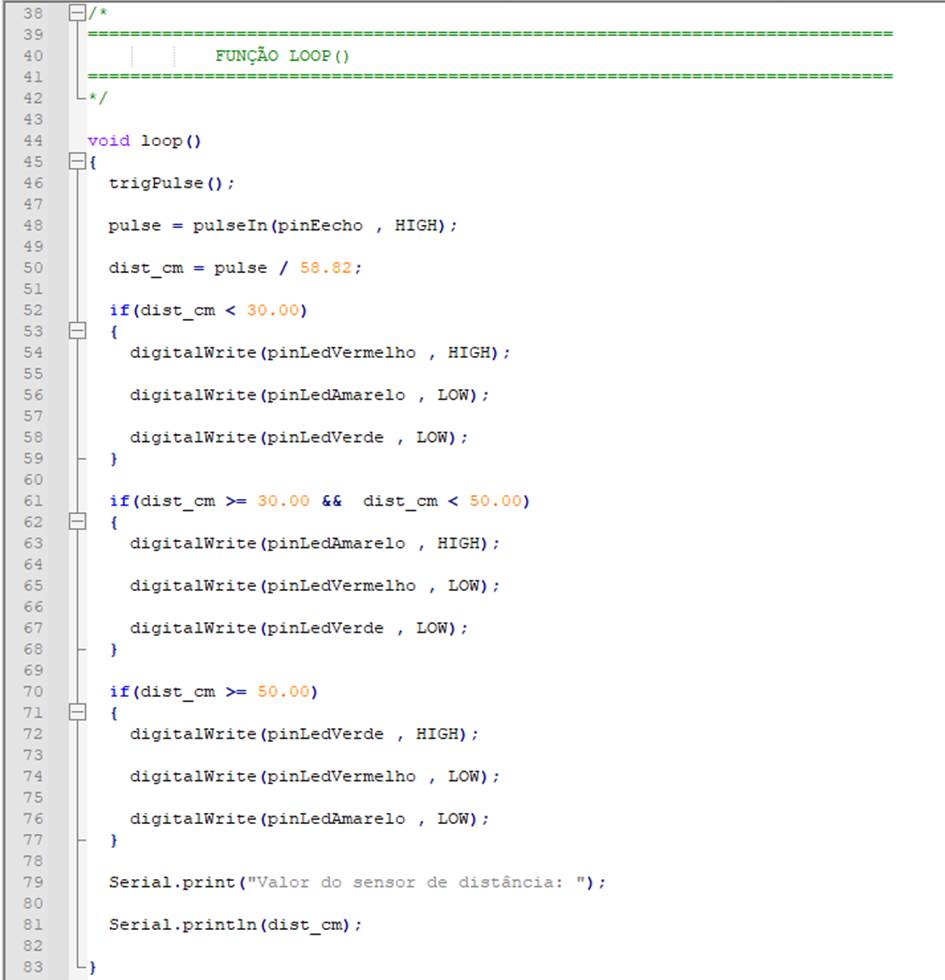 38 /*
39 ============================================================================
40 FUNÇÃO LOOP()
41 ============================================================================
42 */
43
44 void loop()
45 {
46 trigPulse();
47
48 pulse = pulseIn(pinEecho , HIGH);
49
50 dist_cm = pulse / 58.82;
51
52 if(dist_cm < 30.00)
53 {
54 digitalWrite(pinLedVermelho , HIGH);
55
56 digitalWrite(pinLedAmarelo , LOW);
57
58 digitalWrite(pinLedVerde , LOW);
59 }
60
61 if(dist_cm >= 30.00 &&  dist_cm < 50.00)
62 {
63 digitalWrite(pinLedAmarelo , HIGH);
64
65 digitalWrite(pinLedVermelho , LOW);
66
67 digitalWrite(pinLedVerde , LOW);
68 }
69
70 if(dist_cm >= 50.00)
71 {
72 digitalWrite(pinLedVerde , HIGH);
73
74 digitalWrite(pinLedVermelho , LOW);
75
76 digitalWrite(pinLedAmarelo , LOW);
77 }
78
79 Serial.print("Valor do sensor de distância: ");
80
81 Serial.println(dist_cm);
82
83 }